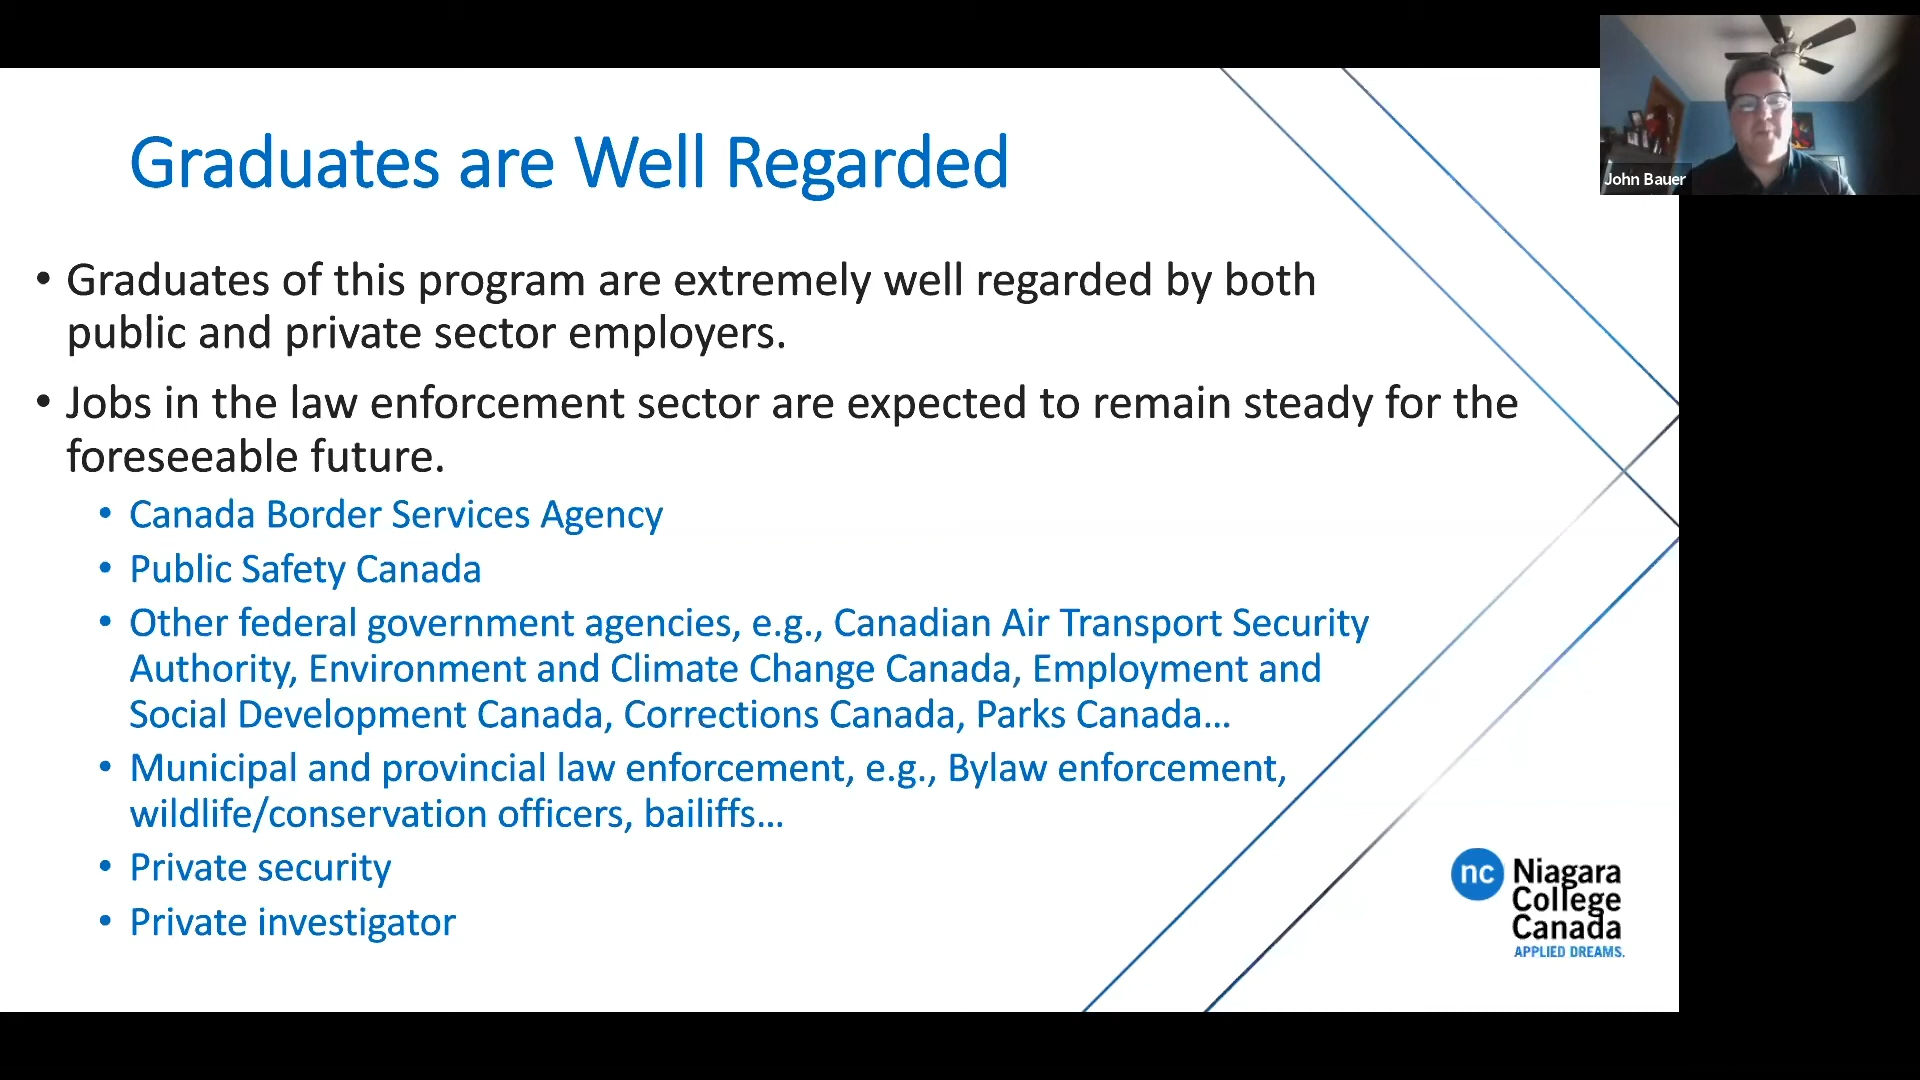 John Bauer
Graduates are Well Regarded
• Graduates of this program are extremely well regarded by both
public and private sector employers.
• Jobs in the law enforcement sector are expected to remain steady for the
foreseeable future.
• Canada Border Services Agency
• Public Safety Canada
• Other federal government agencies, e.g., Canadian Air Transport Security
Authority, Environment and Climate Change Canada, Employment and
Social Development Canada, Corrections Canada, Parks Canada…
• Municipal and provincial law enforcement, e.g., Bylaw enforcement,
wildlife/conservation officers, bailiffs…
• Private security
• Private investigator
nc
Niagara
College
Canada
APPLIED DREAMS.